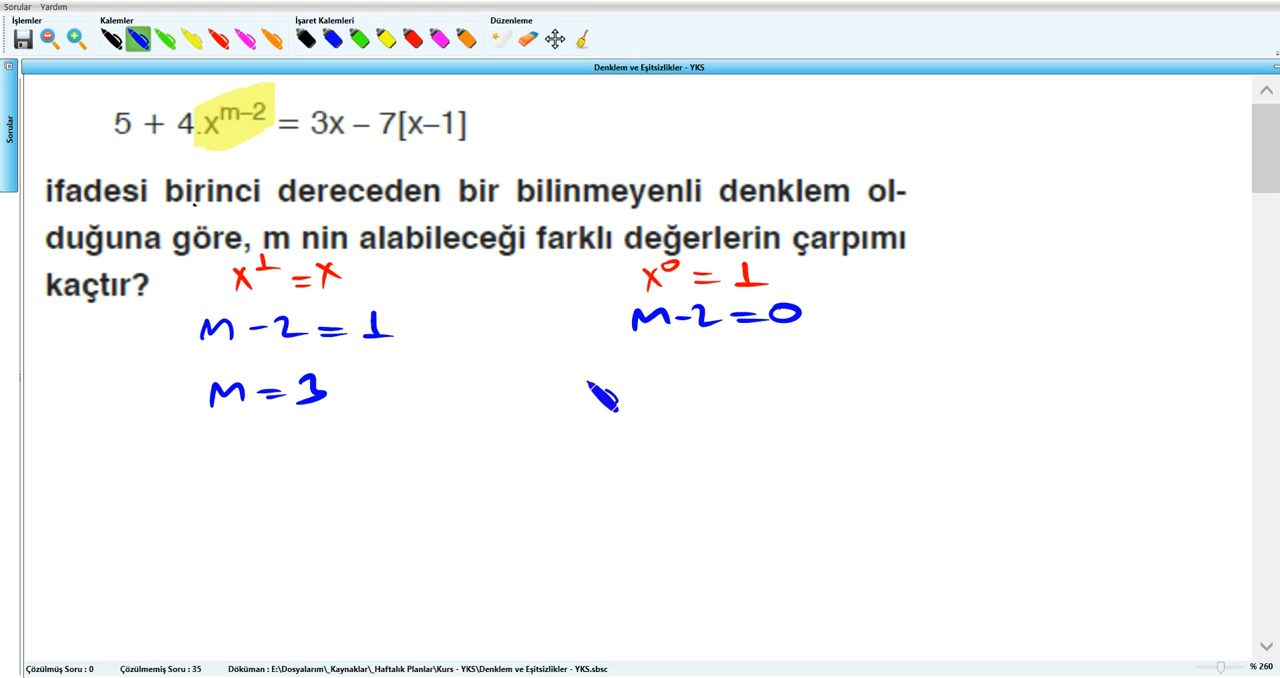 Sorular Yardım
İşlemler Kalemler İşaret Kalemleri Düzenleme
Denklem ve Eşitsizlikler - YKS
Sorular
5 + 4.x^{m–2} = 3x – 7[x–1]
ifadesi birinci dereceden bir bilinmeyenli denklem ol-
duğuna göre, m nin alabileceği farklı değerlerin çarpımı
kaçtır?
x^1 = x
x^0 = 1
m - 2 = 1
m - 2 = 0
m = 3
Çözülmüş Soru : 0 Çözülmemiş Soru : 35 Döküman : E:\Dosyalarım\_Kaynaklar\_Haftalık Planlar\Kurs - YKS\Denklem ve Eşitsizlikler - YKS.sbsc % 260